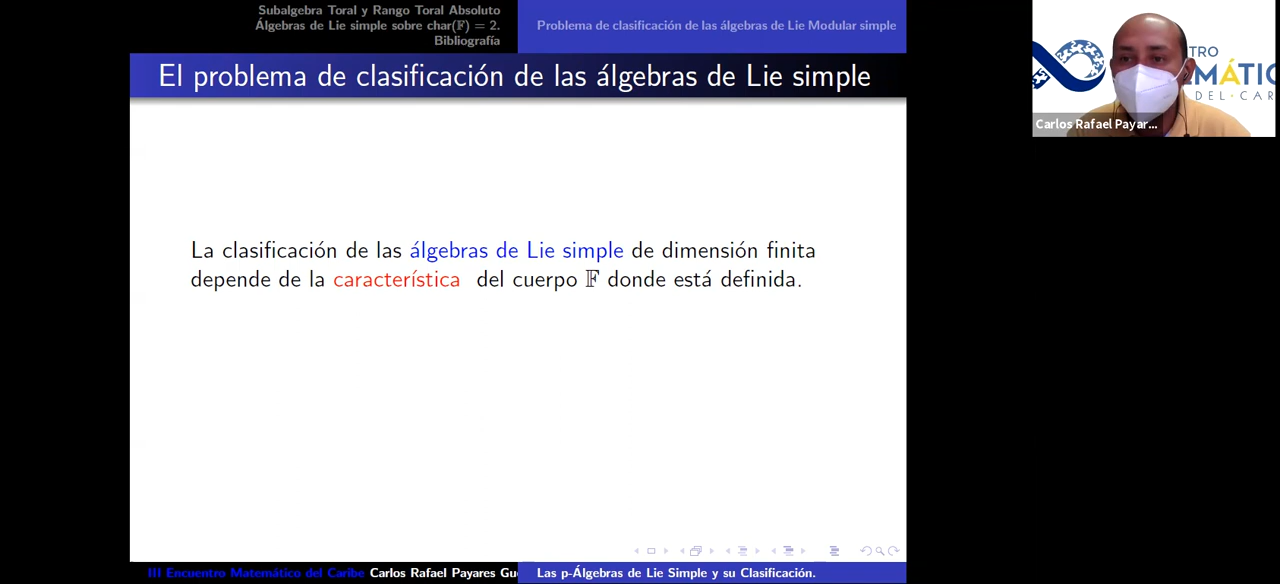 Subalgebra Toral y Rango Toral Absoluto
Álgebras de Lie simple sobre char(𝔽) = 2.
Bibliografía
Problema de clasificación de las álgebras de Lie Modular simple
El problema de clasificación de las álgebras de Lie simple
La clasificación de las álgebras de Lie simple de dimensión finita
depende de la característica del cuerpo 𝔽 donde está definida.
III Encuentro Matemático del Caribe Carlos Rafael Payares Gu
Las p-Álgebras de Lie Simple y su Clasificación.
TRO
MÁTIC
DEL·CAR
Carlos Rafael Payar...